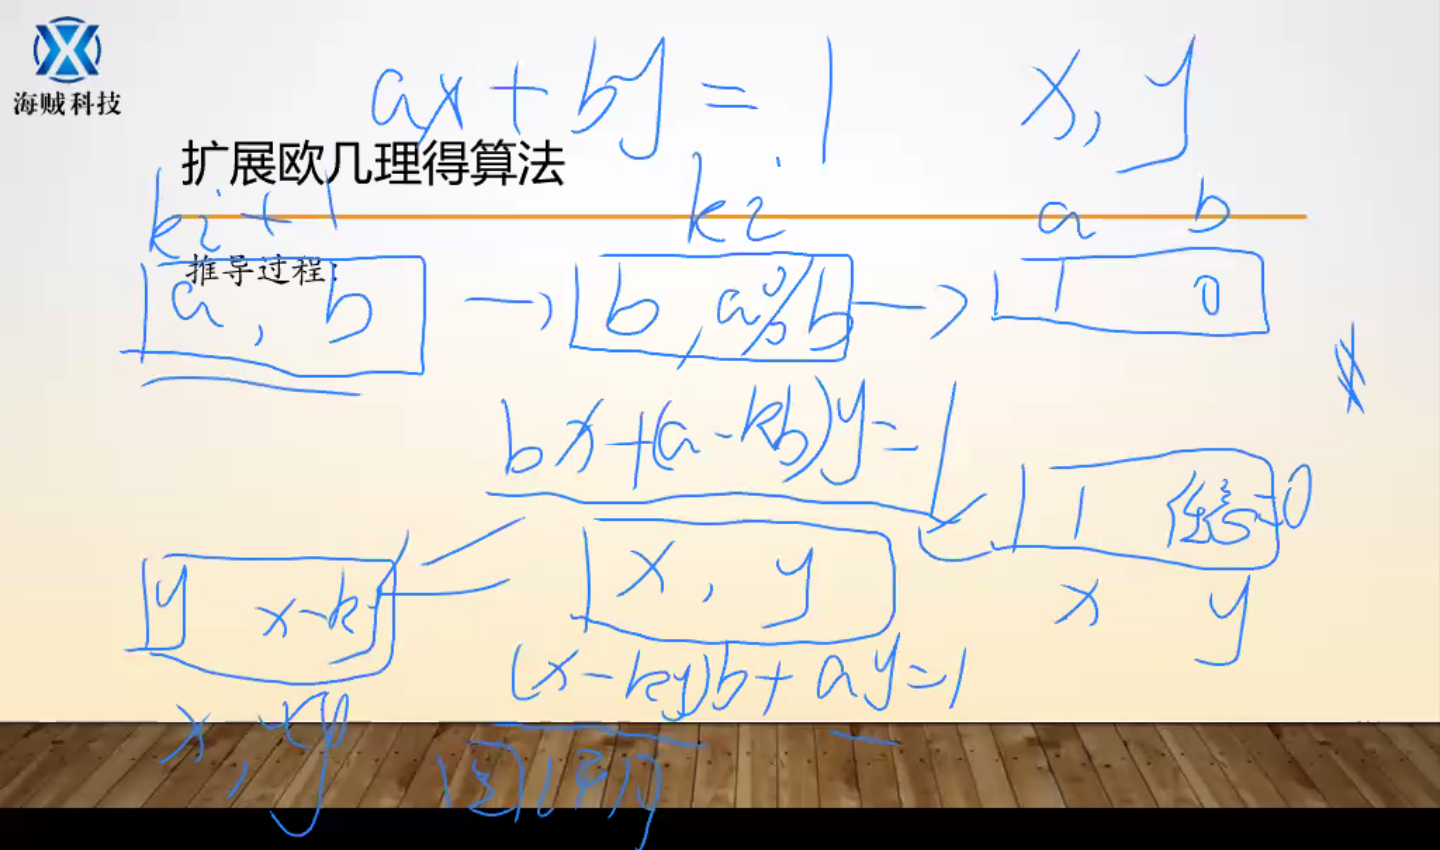 海贼科技
ax + by = 1 x, y
扩展欧几理得算法
ki + 1 ki a b
推导过程:
a , b → b , a%b → 1 0
bx + (a - kb)y = 1
1 任意 0
y x - ky x , y
x y
(x - ky)b + ay = 1
x, y